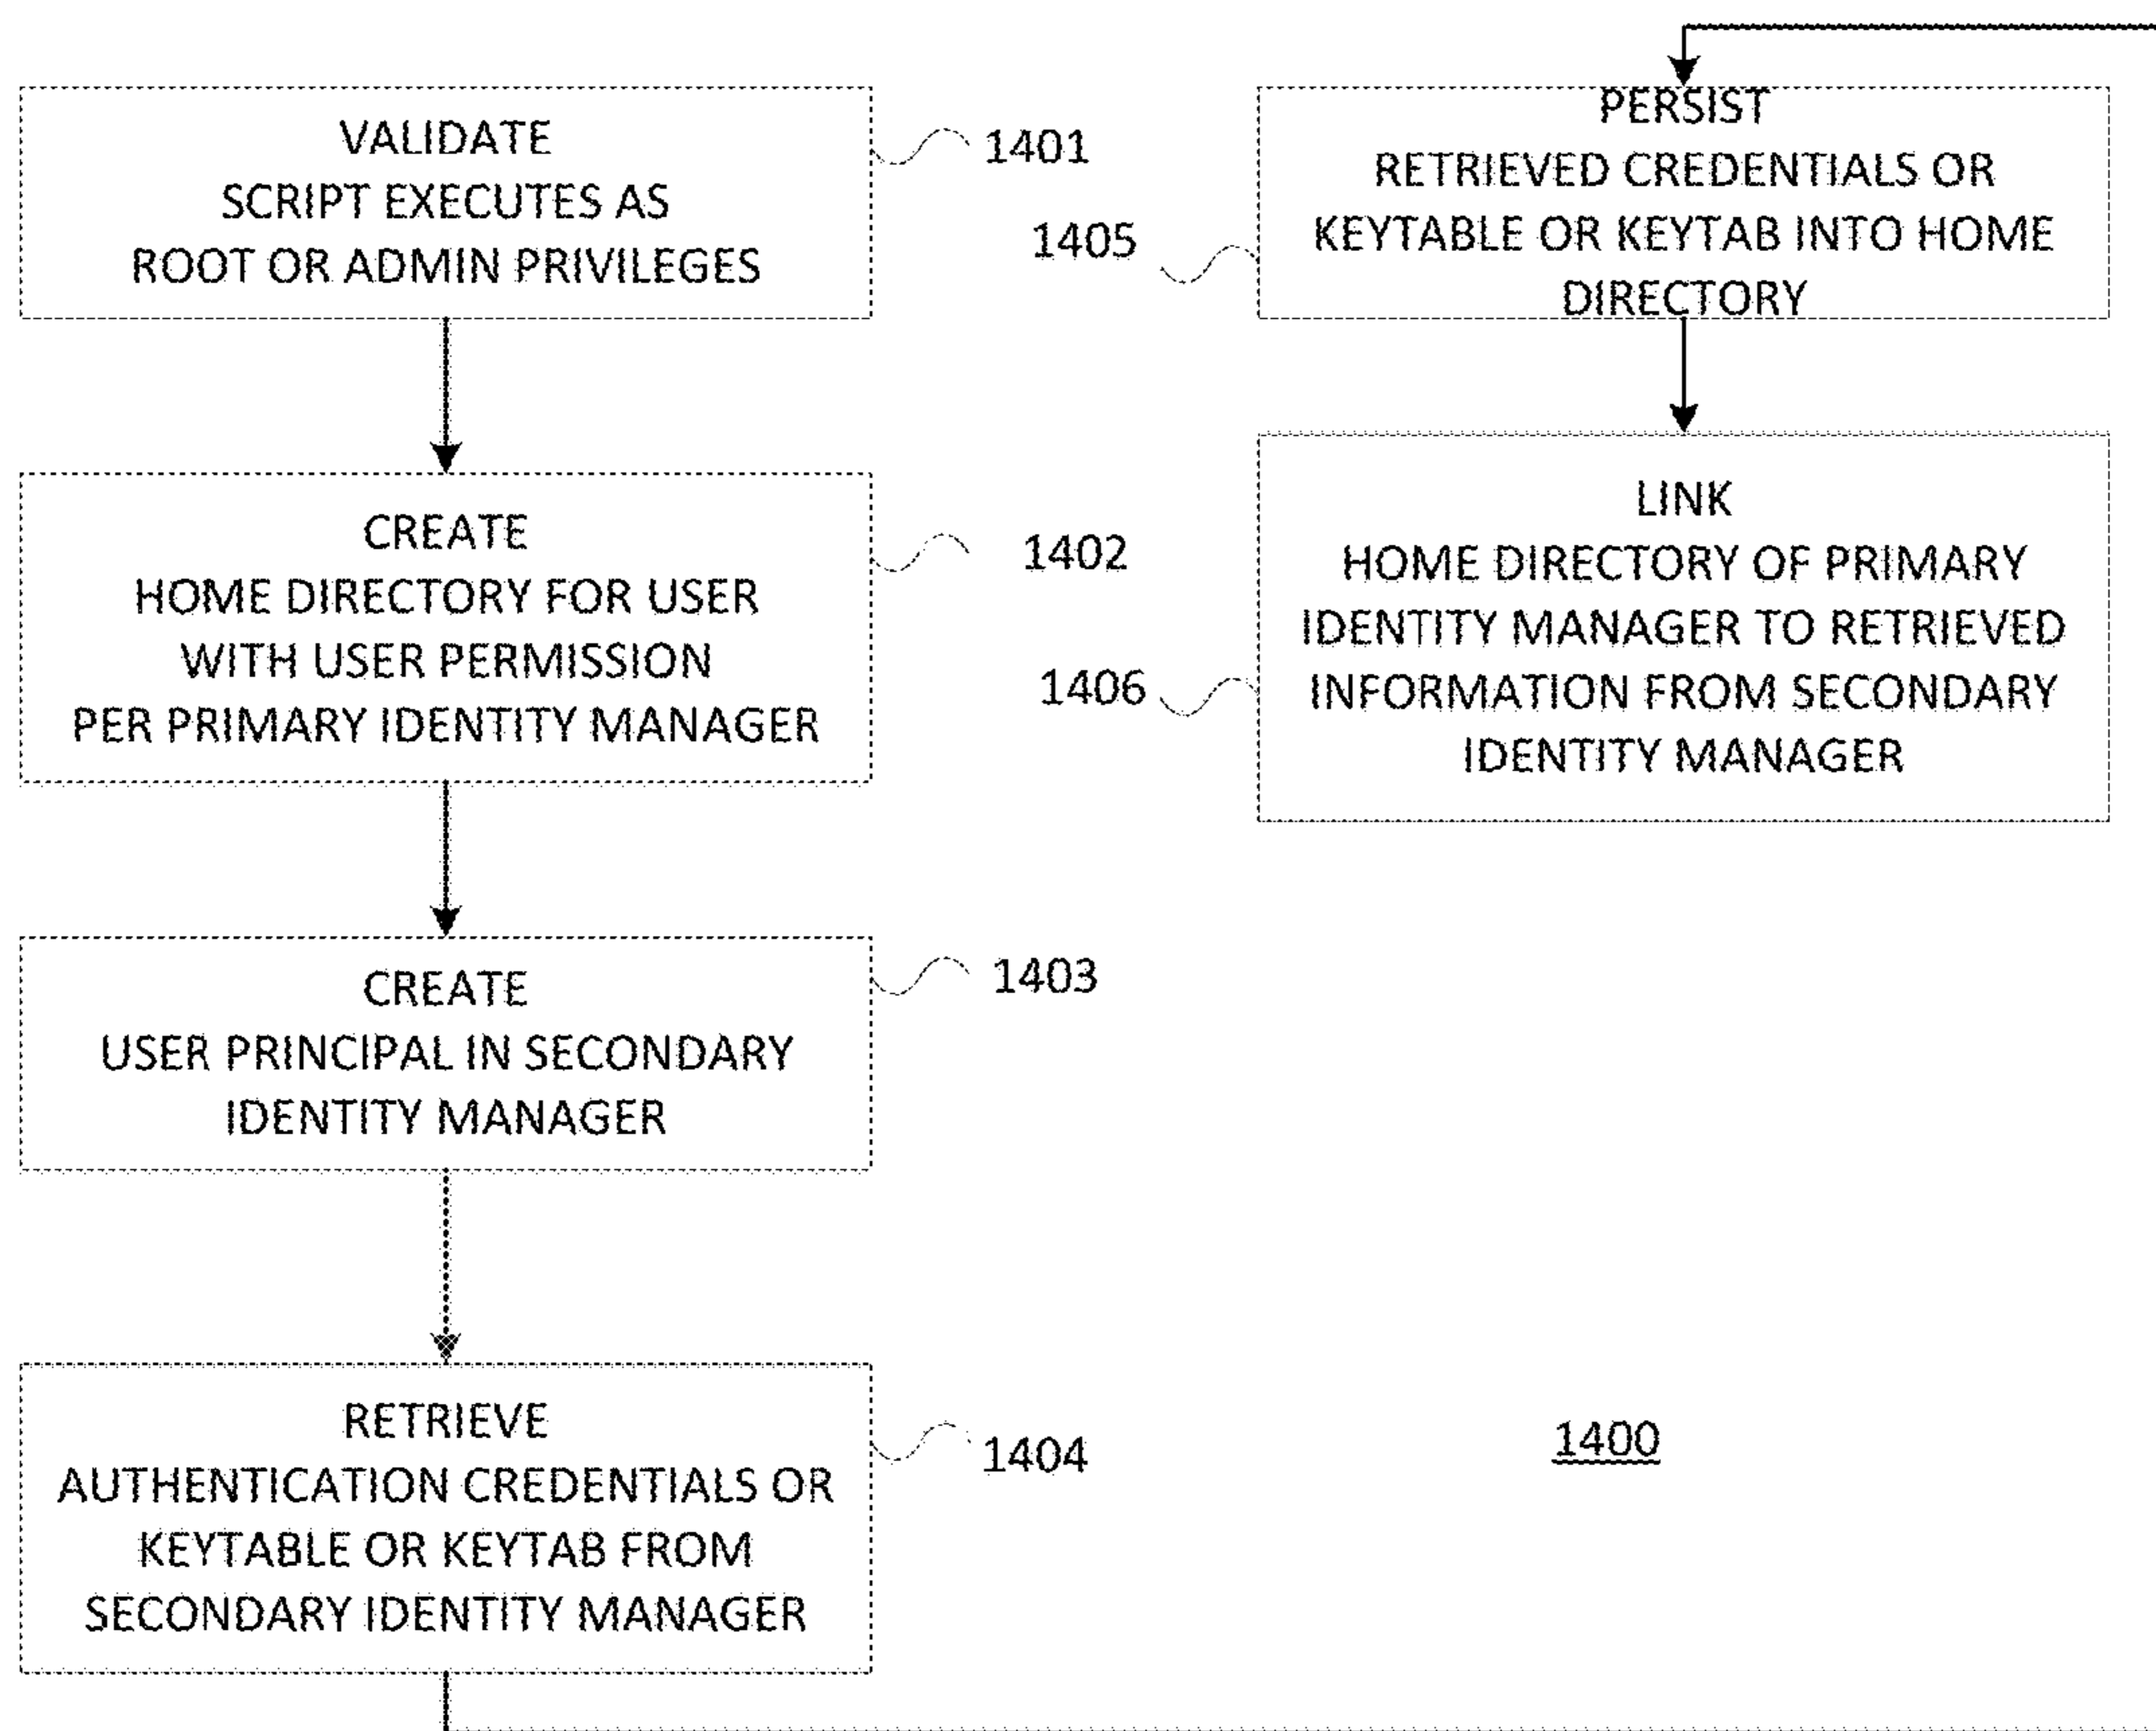 VALIDATE
SCRIPT EXECUTES AS
ROOT OR ADMIN PRIVILEGES
1401
CREATE
HOME DIRECTORY FOR USER
WITH USER PERMISSION
PER PRIMARY IDENTITY MANAGER
1402
CREATE
USER PRINCIPAL IN SECONDARY
IDENTITY MANAGER
1403
RETRIEVE
AUTHENTICATION CREDENTIALS OR
KEYTABLE OR KEYTAB FROM
SECONDARY IDENTITY MANAGER
1404
PERSIST
RETRIEVED CREDENTIALS OR
KEYTABLE OR KEYTAB INTO HOME
DIRECTORY
1405
LINK
HOME DIRECTORY OF PRIMARY
IDENTITY MANAGER TO RETRIEVED
INFORMATION FROM SECONDARY
IDENTITY MANAGER
1406
1400